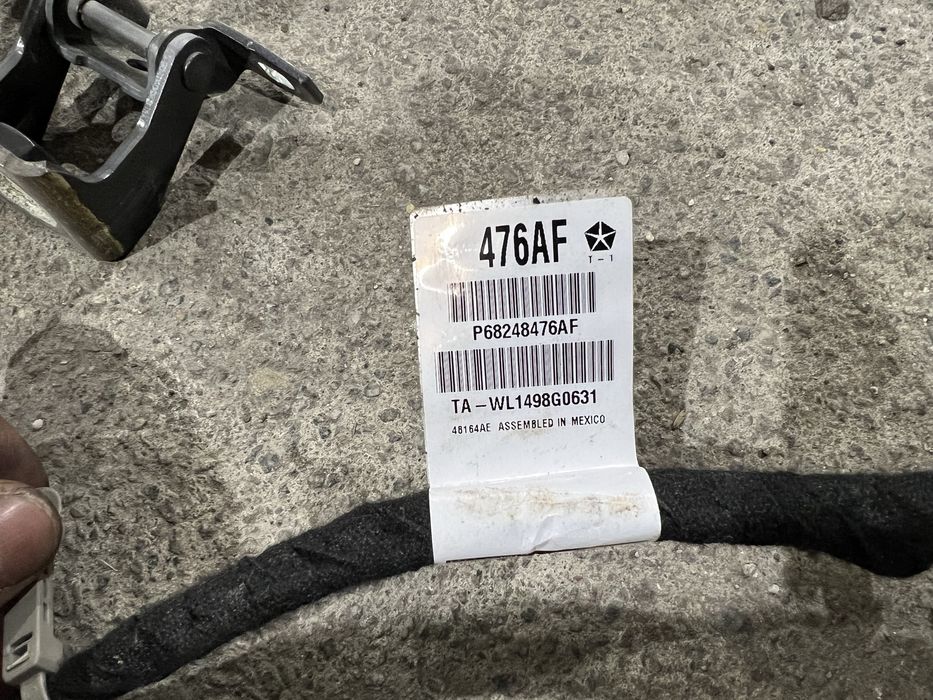 476AF
T-1
P68248476AF
TA-WL1498G0631
48164AE ASSEMBLED IN MEXICO